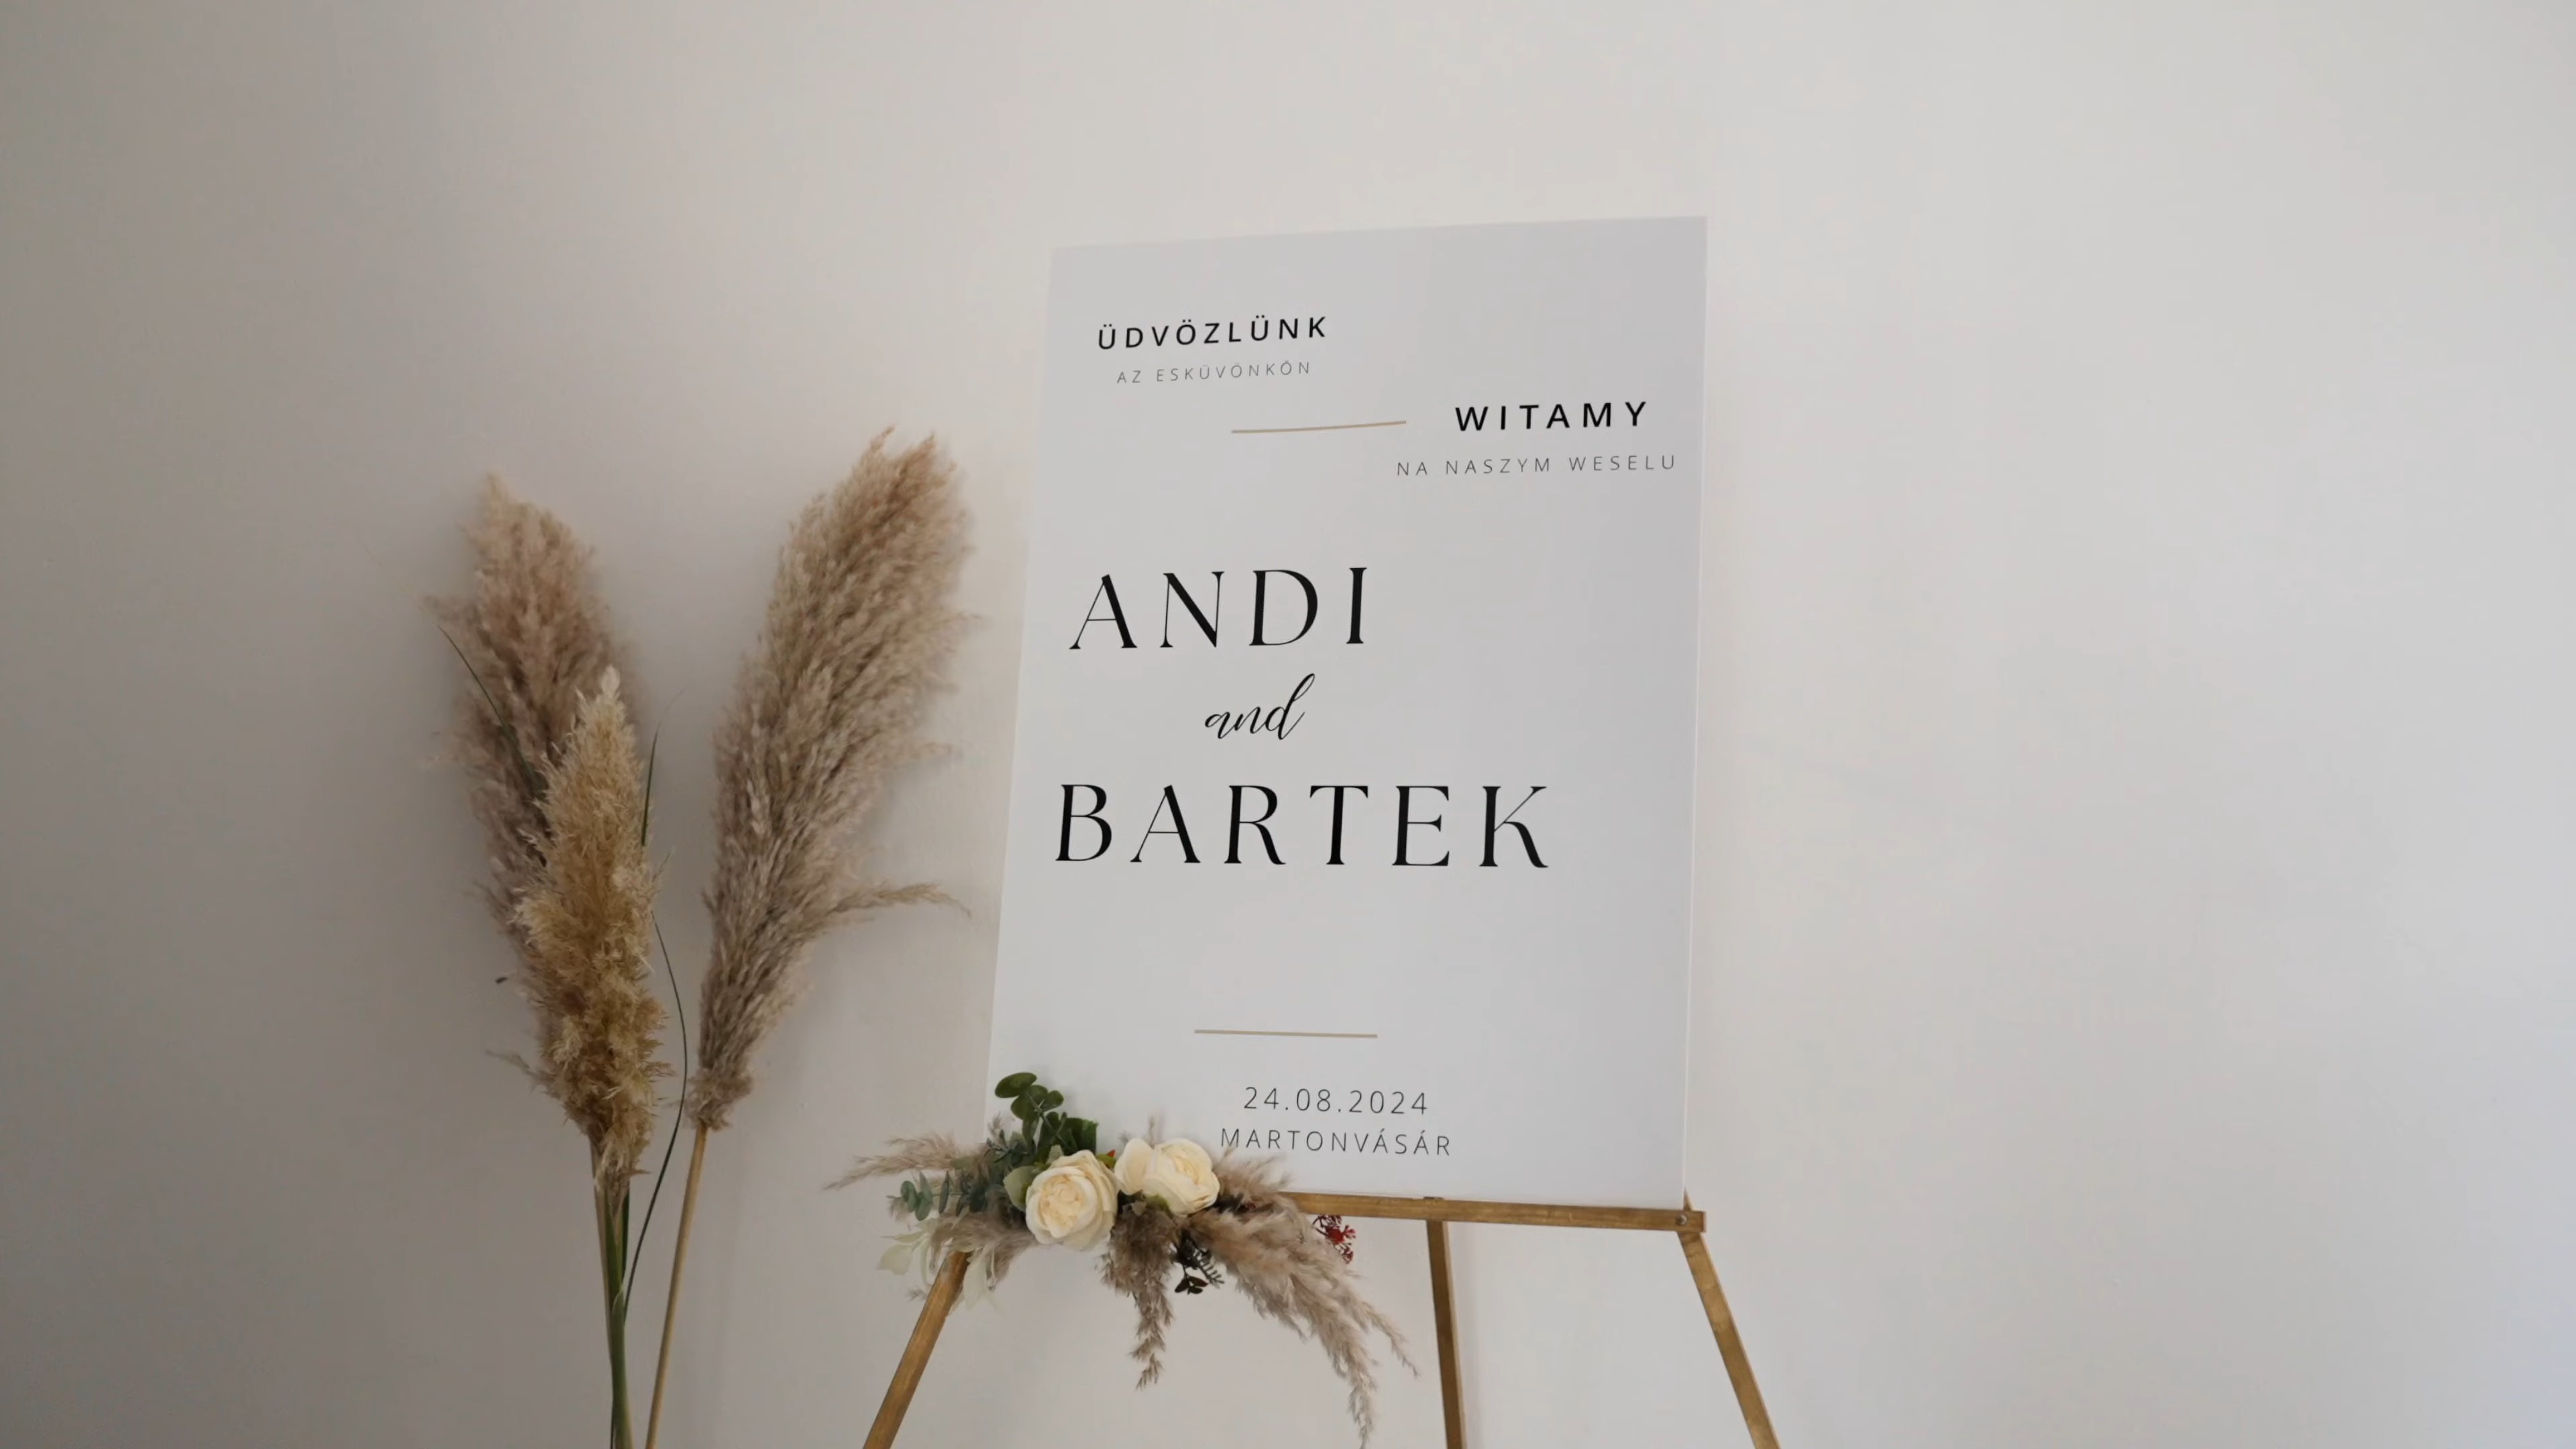 ÜDVÖZLÜNK
AZ ESKÜVŐNKÖN
WITAMY
NA NASZYM WESELU
ANDI
and
BARTEK
24.08.2024
MARTONVÁSÁR